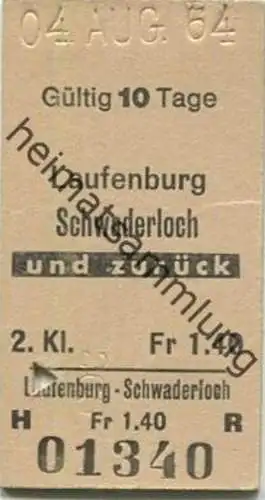 04 AUG. 64
Gültig 10 Tage
Laufenburg
Schwaderloch
und zurück
2. Kl. Fr 1.40
Laufenburg - Schwaderloch
H Fr 1.40 R
01340
heimatsammlung